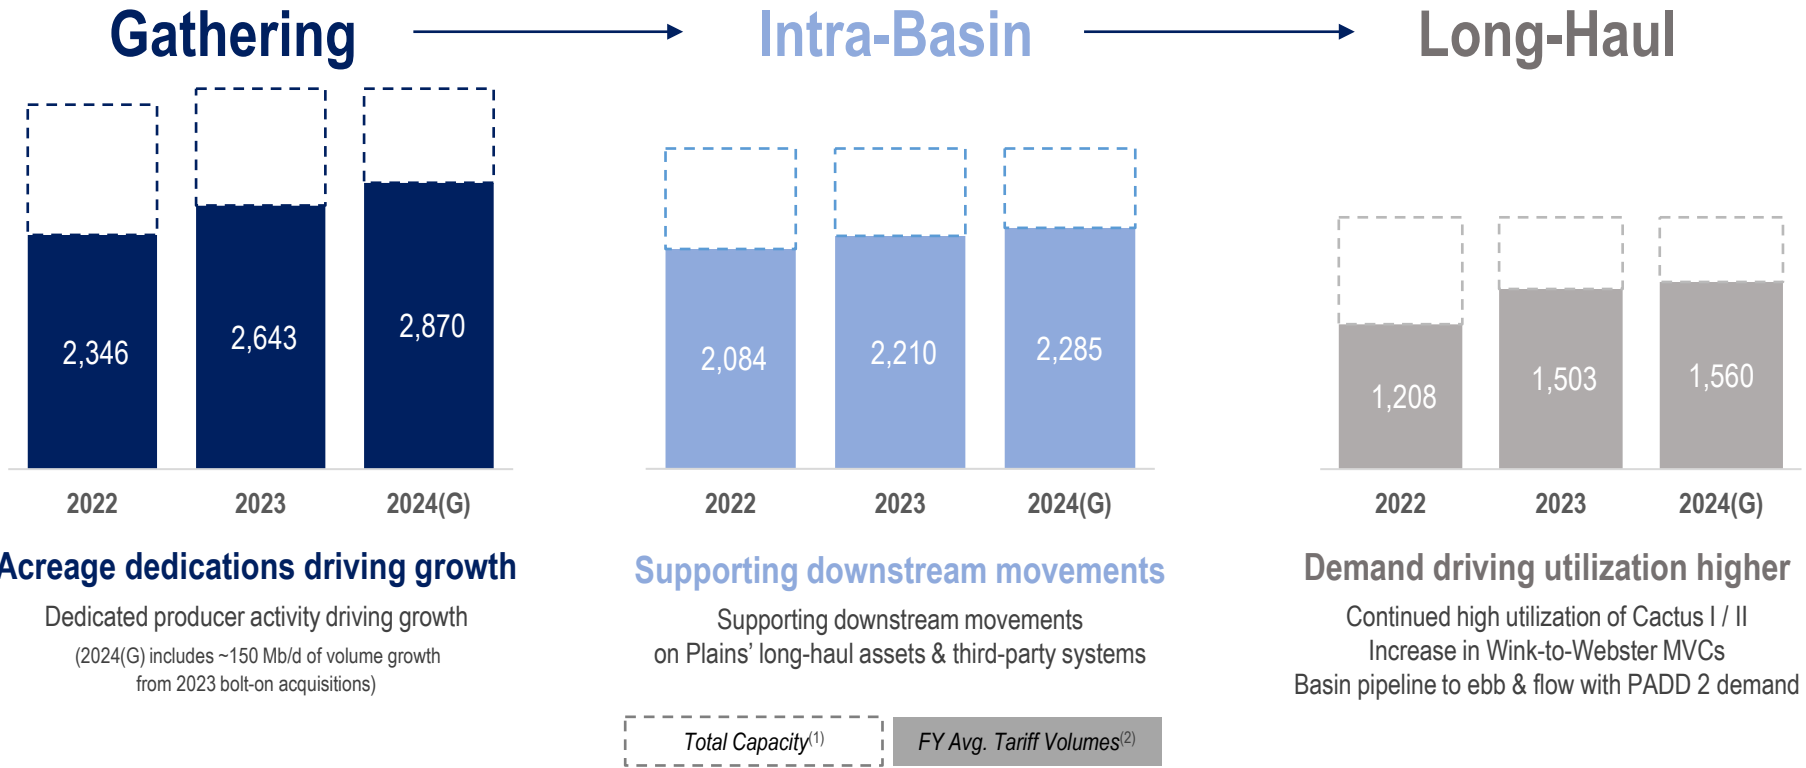 Gathering
Intra-Basin
Long-Haul
2,346
2,643
2,870
2022
2023
2024(G)
Acreage dedications driving growth
Dedicated producer activity driving growth
(2024(G) includes ~150 Mb/d of volume growth
from 2023 bolt-on acquisitions)
2,084
2,210
2,285
2022
2023
2024(G)
Supporting downstream movements
Supporting downstream movements
on Plains’ long-haul assets & third-party systems
1,208
1,503
1,560
2022
2023
2024(G)
Demand driving utilization higher
Continued high utilization of Cactus I / II
Increase in Wink-to-Webster MVCs
Basin pipeline to ebb & flow with PADD 2 demand
Total Capacity(1)
FY Avg. Tariff Volumes(2)